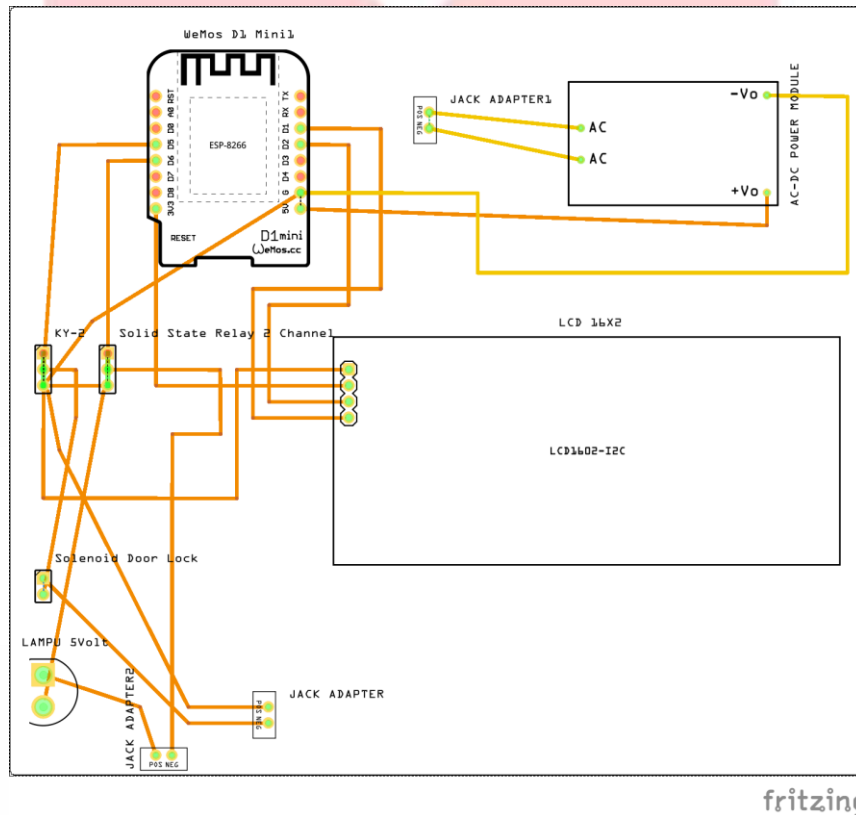 WeMos D1 Mini1
RST
A0
D0
D5
D6
D7
D8
3V3
TX
RX
D1
D2
D3
D4
G
5V
ESP-8266
RESET
D1mini
WeMos.cc
JACK ADAPTER1
POS NEG
AC
AC
-Vo
+Vo
AC-DC POWER MODULE
KY-2
Solid State Relay 2 Channel
LCD 16X2
LCD1602-I2C
Solenoid Door Lock
LAMPU 5Volt
JACK ADAPTER2
POS NEG
JACK ADAPTER
POS NEG
fritzing